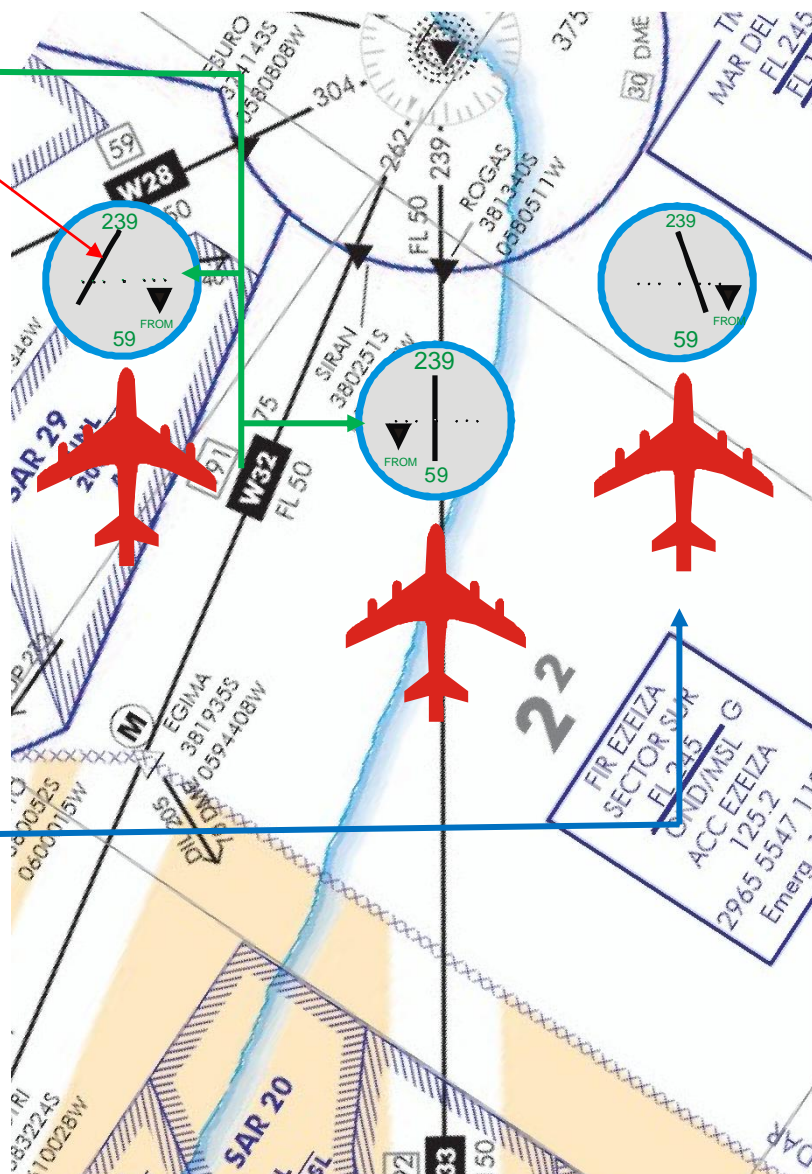 375
30 DME
MAR DEL
FL 245
SURO
374143S
0580808W
304
59
W28
262
239
FL 50
ROGAS
381340S
0580511W
239
FROM
59
239
FROM
59
239
FROM
59
SIRAN
380251S
SAR 29
75
91
W32
FL 50
M
EGIMA
381935S
0594408W
2²
FIR EZEIZA
SECTOR SUR
FL 245
GND/MSL
G
ACC EZEIZA
125.2
2965 5547
Emerg
0600015W
SAR 20
50